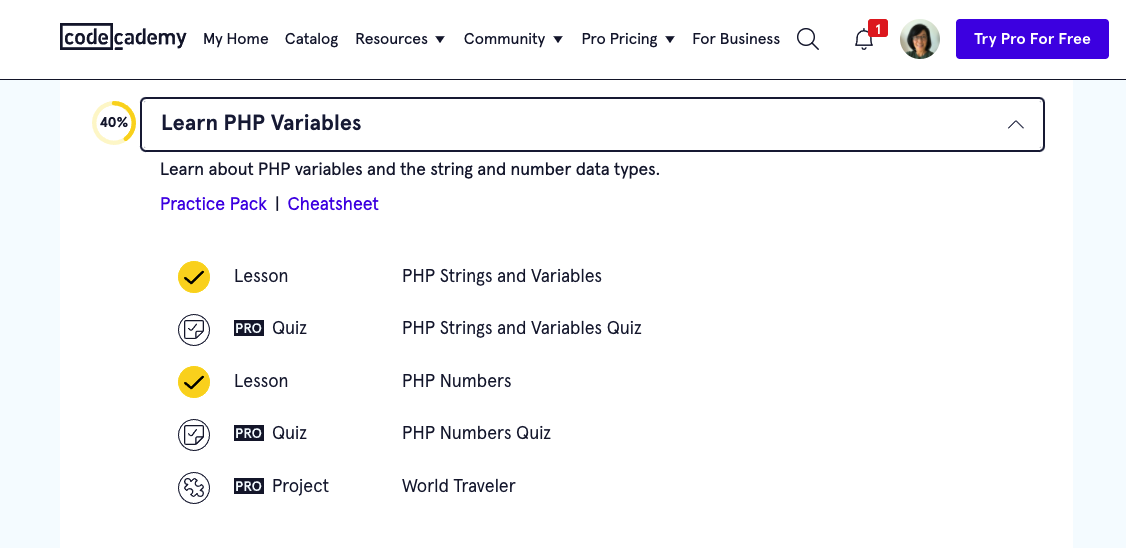 codecademy My Home Catalog Resources Community Pro Pricing For Business 1 Try Pro For Free
40% Learn PHP Variables
Learn about PHP variables and the string and number data types.
Practice Pack | Cheatsheet
Lesson PHP Strings and Variables
PRO Quiz PHP Strings and Variables Quiz
Lesson PHP Numbers
PRO Quiz PHP Numbers Quiz
PRO Project World Traveler